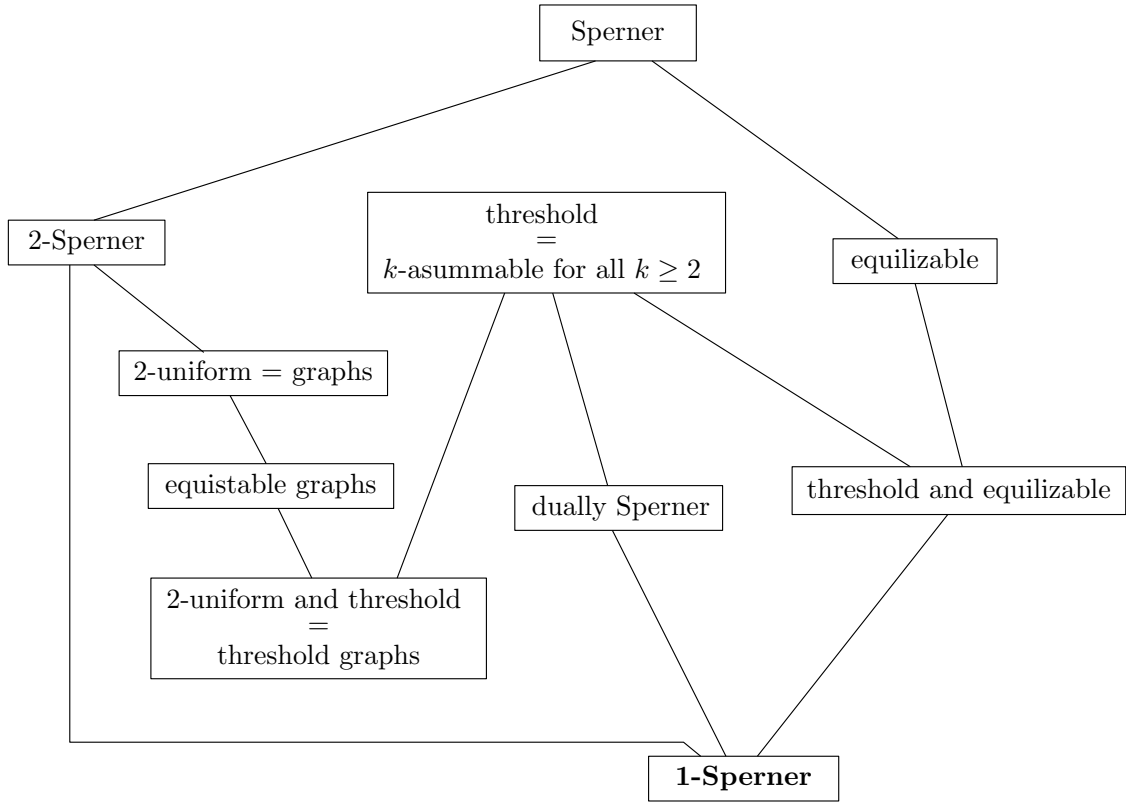 Sperner
2-Sperner
threshold
=
k-asummable for all k ≥ 2
equilizable
2-uniform = graphs
equistable graphs
dually Sperner
threshold and equilizable
2-uniform and threshold
=
threshold graphs
1-Sperner